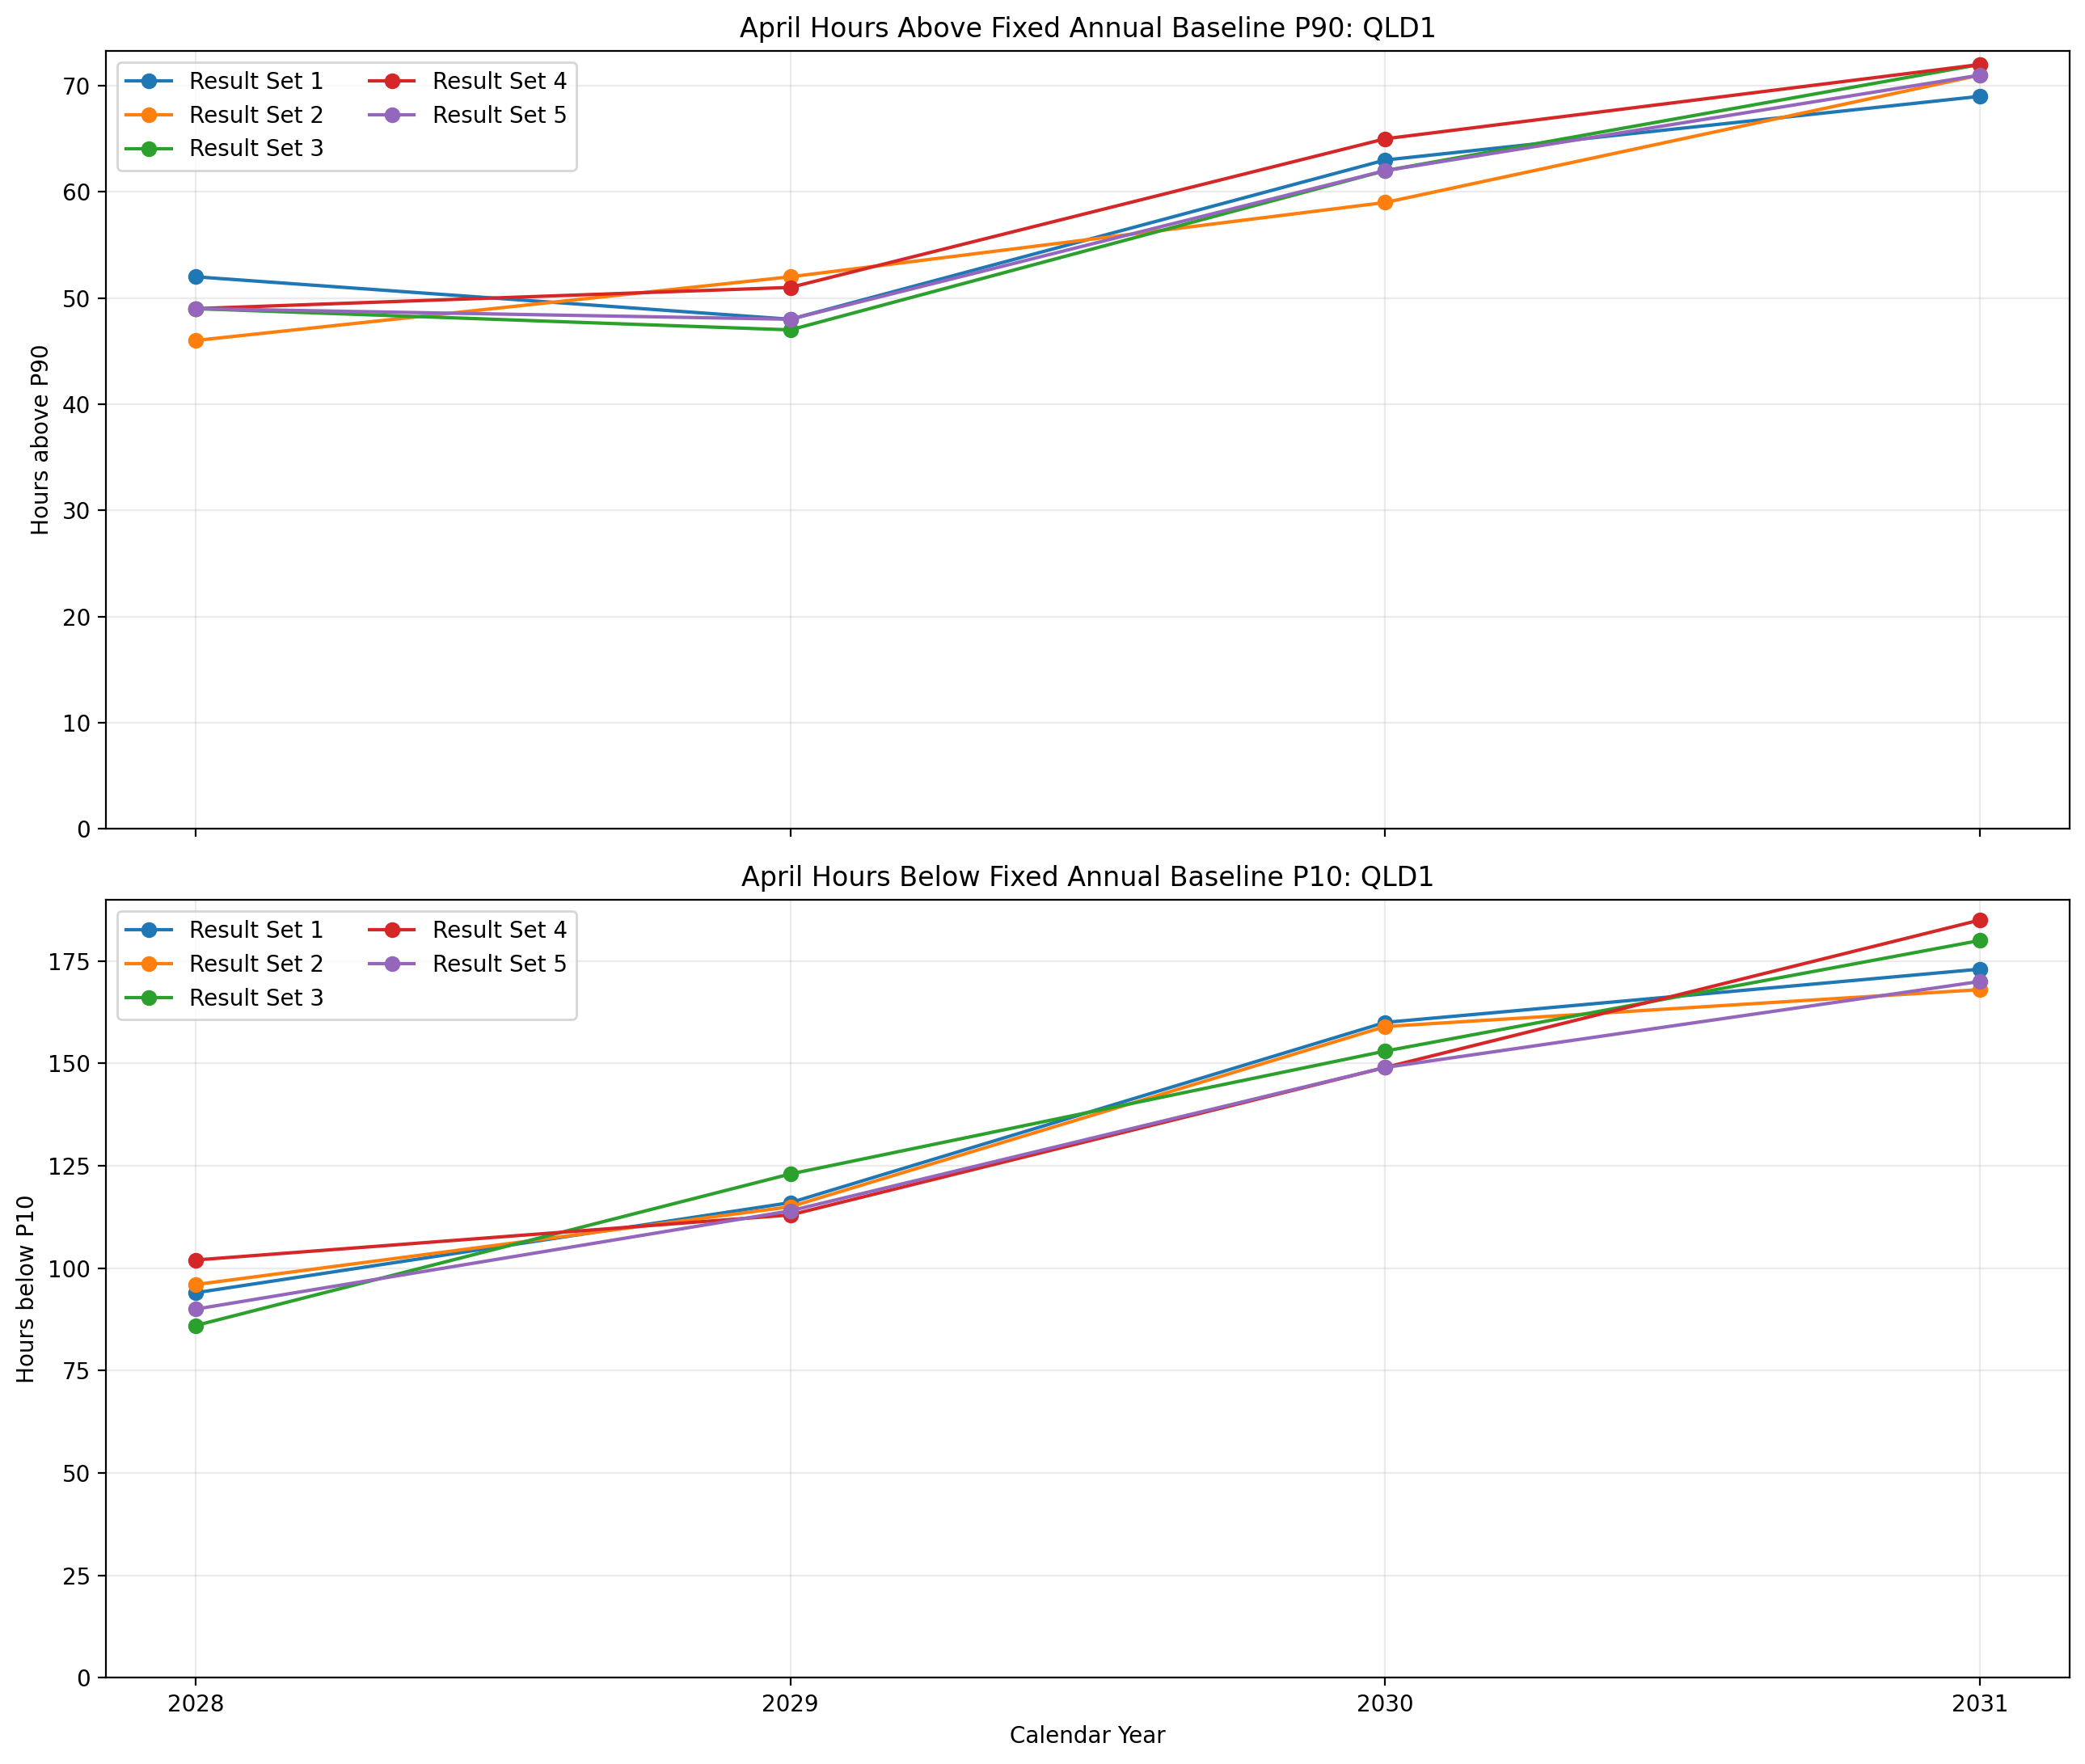 April Hours Above Fixed Annual Baseline P90: QLD1
Result Set 1
Result Set 2
Result Set 3
Result Set 4
Result Set 5
Hours above P90
70
60
50
40
30
20
10
0
April Hours Below Fixed Annual Baseline P10: QLD1
Result Set 1
Result Set 2
Result Set 3
Result Set 4
Result Set 5
Hours below P10
175
150
125
100
75
50
25
0
2028
2029
2030
2031
Calendar Year